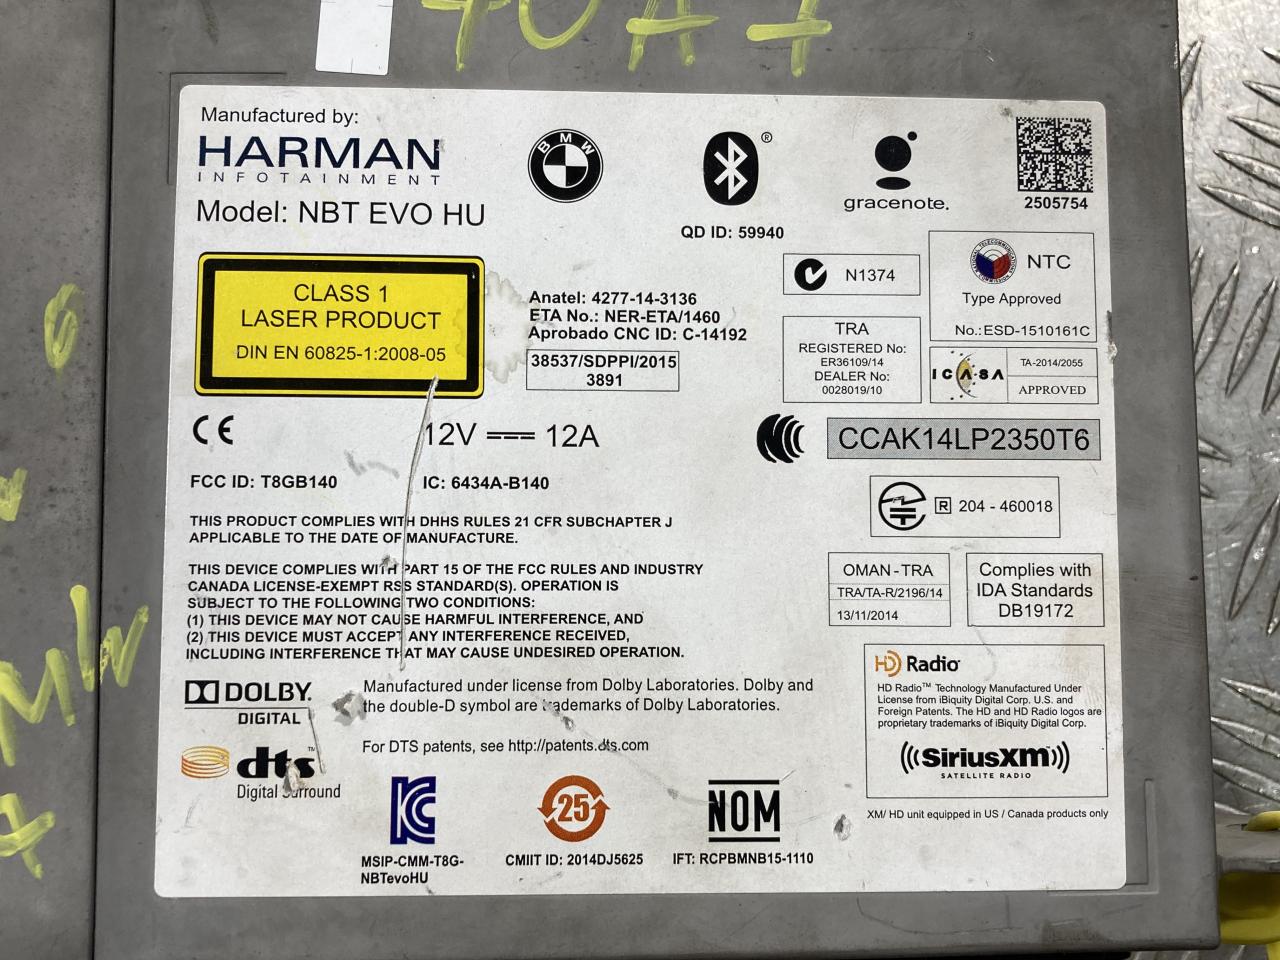 Manufactured by:
HARMAN
INFOTAINMENT
Model: NBT EVO HU
BMW
®
QD ID: 59940
gracenote.
2505754
CLASS 1
LASER PRODUCT
DIN EN 60825-1:2008-05
Anatel: 4277-14-3136
ETA No.: NER-ETA/1460
Aprobado CNC ID: C-14192
38537/SDPPI/2015
3891
N1374
NTC
Type Approved
No.:ESD-1510161C
TRA
REGISTERED No:
ER36109/14
DEALER No:
0028019/10
ICASA
TA-2014/2055
APPROVED
CE
12V 12A
CCAK14LP2350T6
FCC ID: T8GB140
IC: 6434A-B140
R 204 - 460018
THIS PRODUCT COMPLIES WITH DHHS RULES 21 CFR SUBCHAPTER J
APPLICABLE TO THE DATE OF MANUFACTURE.
THIS DEVICE COMPLIES WITH PART 15 OF THE FCC RULES AND INDUSTRY
CANADA LICENSE-EXEMPT RSS STANDARD(S). OPERATION IS
SUBJECT TO THE FOLLOWING TWO CONDITIONS:
(1) THIS DEVICE MAY NOT CAUSE HARMFUL INTERFERENCE, AND
(2) THIS DEVICE MUST ACCEPT ANY INTERFERENCE RECEIVED,
INCLUDING INTERFERENCE THAT MAY CAUSE UNDESIRED OPERATION.
OMAN - TRA
TRA/TA-R/2196/14
13/11/2014
Complies with
IDA Standards
DB19172
DOLBY.
DIGITAL
Manufactured under license from Dolby Laboratories. Dolby and
the double-D symbol are trademarks of Dolby Laboratories.
dts™
Digital Surround
For DTS patents, see http://patents.dts.com
HD Radio
HD Radio™ Technology Manufactured Under
License from iBiquity Digital Corp. U.S. and
Foreign Patents. The HD and HD Radio logos are
proprietary trademarks of iBiquity Digital Corp.
SiriusXM
SATELLITE RADIO
XM/ HD unit equipped in US / Canada products only
KC
MSIP-CMM-T8G-
NBTevoHU
25
CMIIT ID: 2014DJ5625
NOM
IFT: RCPBMNB15-1110